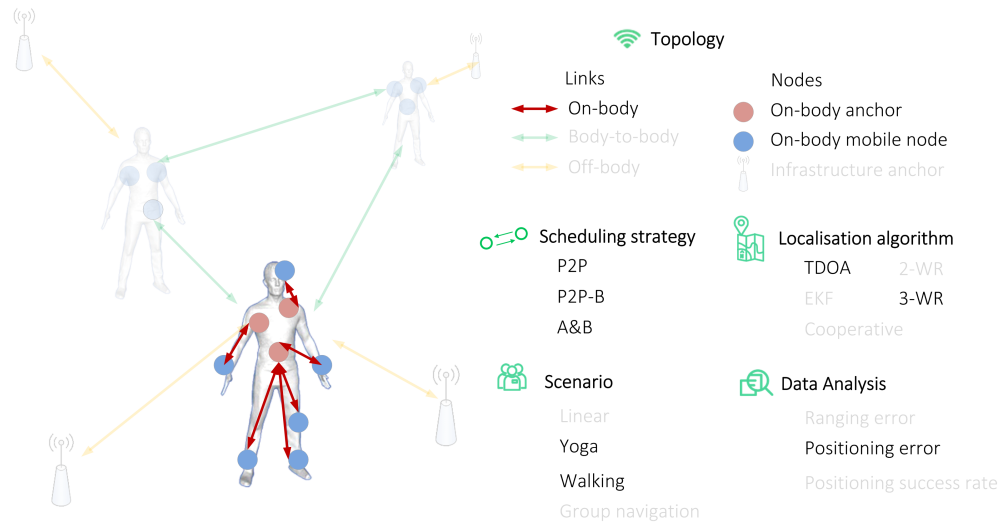 Topology
Links
On-body
Body-to-body
Off-body
Nodes
On-body anchor
On-body mobile node
Infrastructure anchor
Scheduling strategy
P2P
P2P-B
A&B
Localisation algorithm
TDOA 2-WR
EKF 3-WR
Cooperative
Scenario
Linear
Yoga
Walking
Group navigation
Data Analysis
Ranging error
Positioning error
Positioning success rate